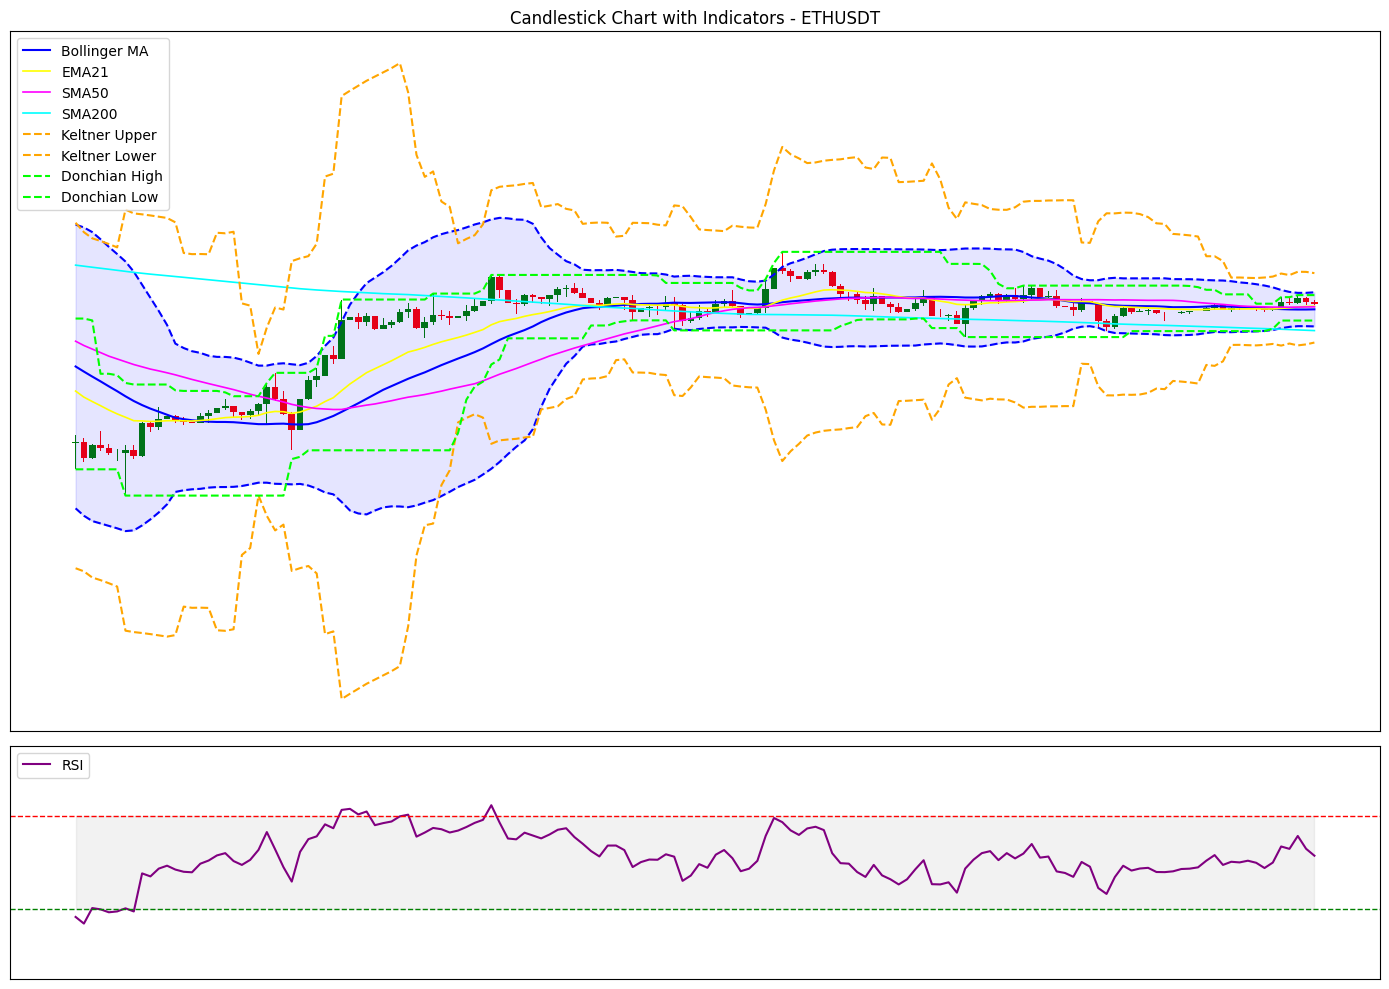 Candlestick Chart with Indicators - ETHUSDT
Bollinger MA
EMA21
SMA50
SMA200
Keltner Upper
Keltner Lower
Donchian High
Donchian Low
RSI